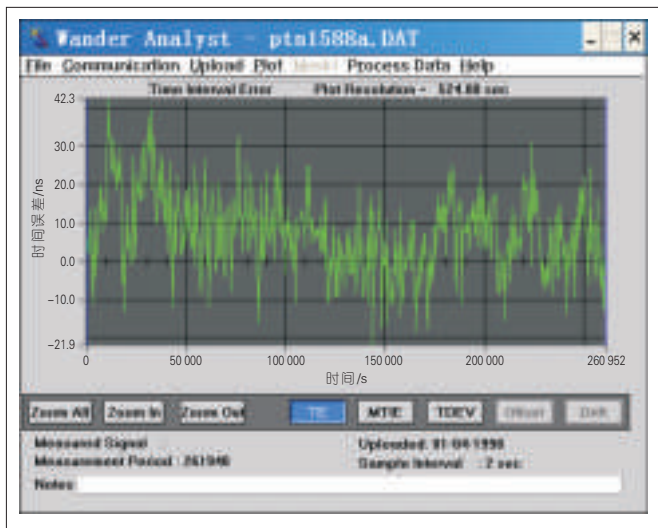 Wander Analyst - ptn1588a.DAT
File Communication Upload Plot Process Data Help
Time Interval Error Plot Resolution = 524.88 sec
42.3
30.0
20.0
10.0
0.0
-10.0
-21.9
时间误差/ns
0 50 000 100 000 150 000 200 000 260 952
时间/s
Zoom All Zoom In Zoom Out TIE MTIE TDEV Offset Drift
Measured Signal Uploaded: 01-04-1998
Measurement Period : 261940 Sample Interval : 2 sec
Notes